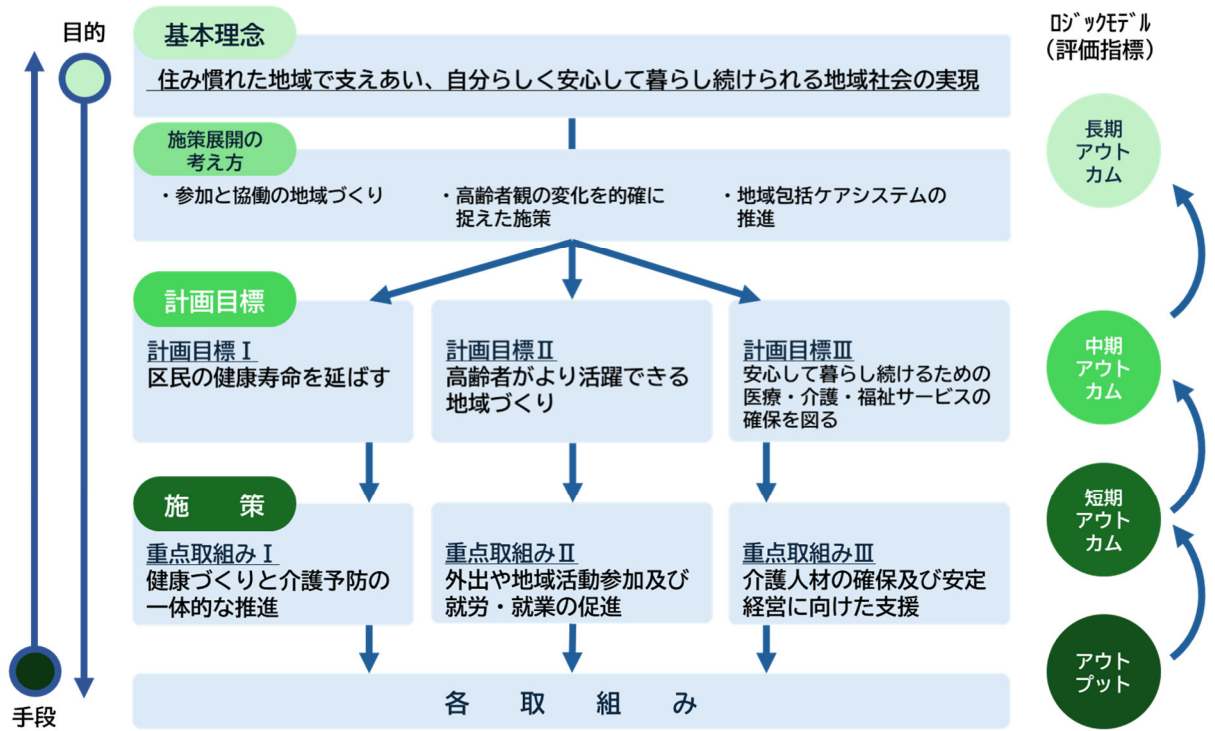 目的
基本理念
住み慣れた地域で支えあい、自分らしく安心して暮らし続けられる地域社会の実現
施策展開の
考え方
・参加と協働の地域づくり
・高齢者観の変化を的確に
捉えた施策
・地域包括ケアシステムの
推進
計画目標
計画目標Ⅰ
区民の健康寿命を延ばす
計画目標Ⅱ
高齢者がより活躍できる
地域づくり
計画目標Ⅲ
安心して暮らし続けるための
医療・介護・福祉サービスの
確保を図る
施 策
重点取組みⅠ
健康づくりと介護予防の
一体的な推進
重点取組みⅡ
外出や地域活動参加及び
就労・就業の促進
重点取組みⅢ
介護人材の確保及び安定
経営に向けた支援
各 取 組 み
手段
ﾛｼﾞｯｸﾓﾃﾞﾙ
(評価指標)
長期
アウト
カム
中期
アウト
カム
短期
アウト
カム
アウト
プット